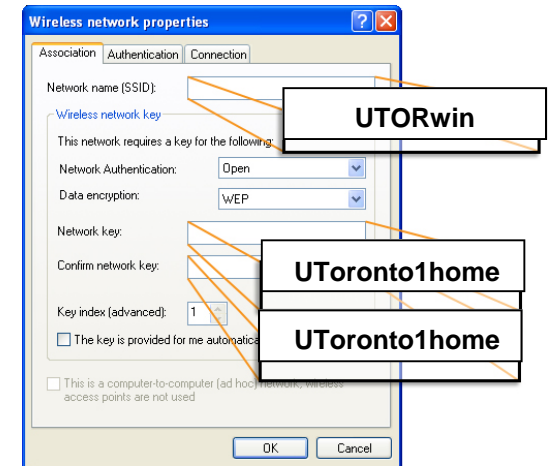 Wireless network properties
Association Authentication Connection
Network name (SSID):
UTORwin
Wireless network key
This network requires a key for the following:
Network Authentication: Open
Data encryption: WEP
Network key:
UToronto1home
Confirm network key:
UToronto1home
Key index (advanced): 1
The key is provided for me
This is a computer-to-computer (ad hoc) network; wireless
access points are not used
OK Cancel